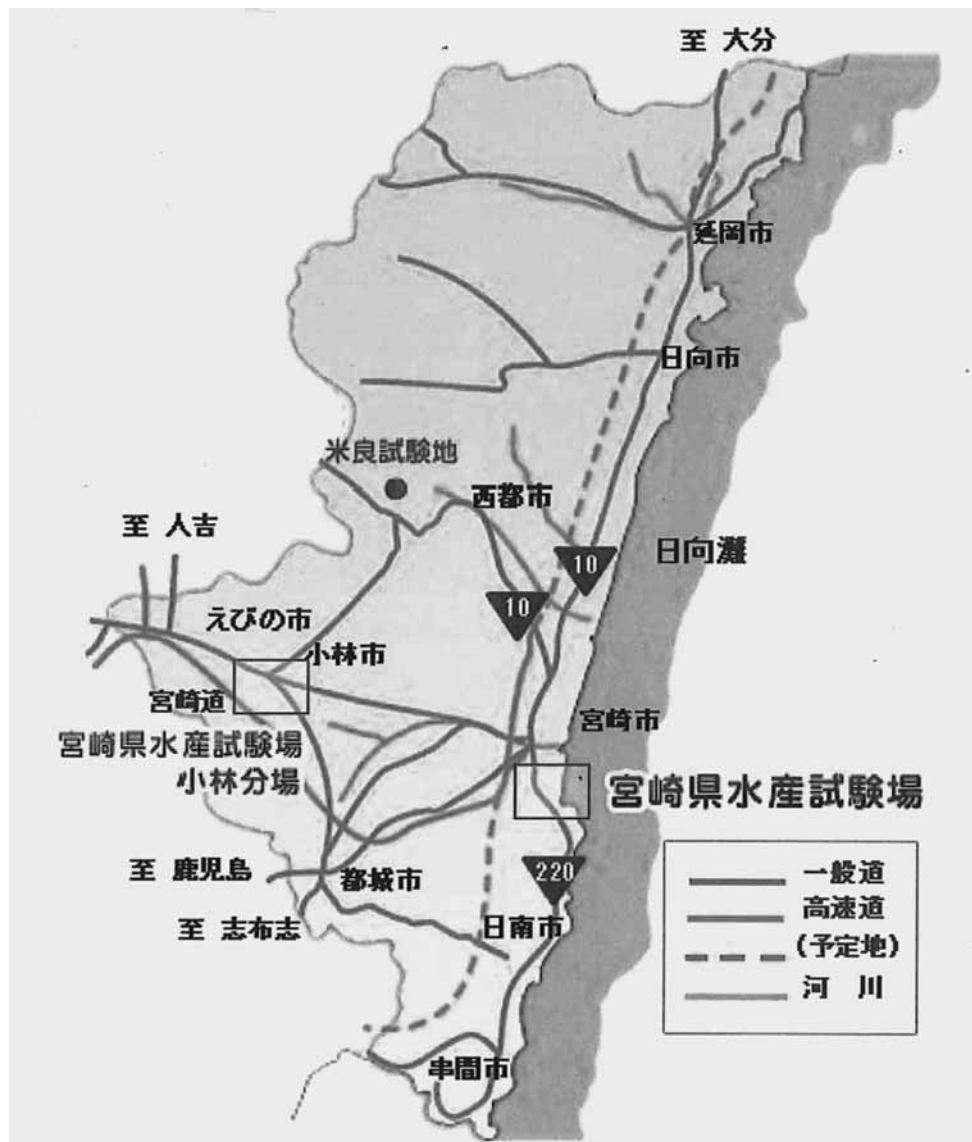 至 大分
延岡市
日向市
米良試験地
西都市
至 人吉
日向灘
10
10
えびの市
小林市
宮崎道
宮崎市
宮崎県水産試験場
小林分場
宮崎県水産試験場
220
至 鹿児島
都城市
至 志布志
日南市
串間市
一般道
高速道
(予定地)
河 川